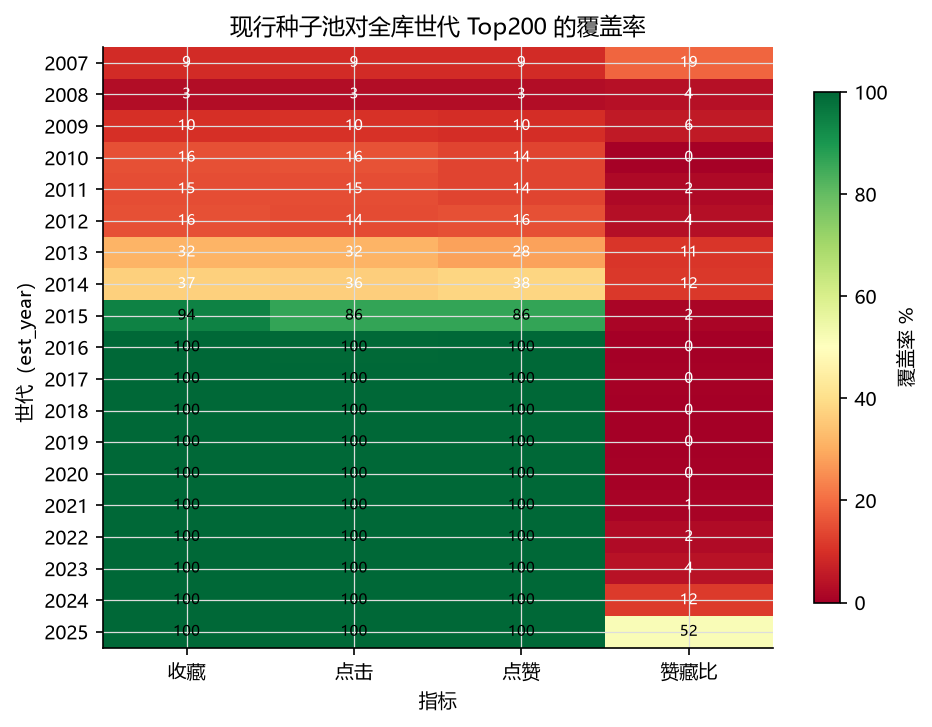 现行种子池对全库世代 Top200 的覆盖率
2007 9 9 9 19
2008 3 3 3 4
2009 10 10 10 6
2010 16 16 14 0
2011 15 15 14 2
2012 16 14 16 4
2013 32 32 28 11
2014 37 36 38 12
2015 94 86 86 2
2016 100 100 100 0
2017 100 100 100 0
2018 100 100 100 0
2019 100 100 100 0
2020 100 100 100 0
2021 100 100 100 1
2022 100 100 100 2
2023 100 100 100 4
2024 100 100 100 12
2025 100 100 100 52
世代 (est_year)
收藏 点击 点赞 赞藏比
指标
100
80
60
40
20
0
覆盖率 %